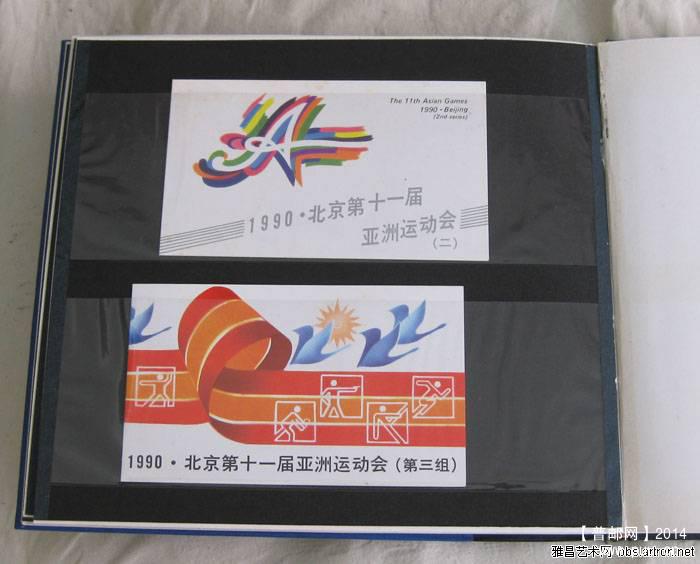 The 11th Asian Games
1990-Beijing
(2nd series)
1990·北京第十一届
亚洲运动会
(二)
1990·北京第十一届亚洲运动会(第三组)
【普邮网】2014
雅昌艺术网 bbs.artron.net